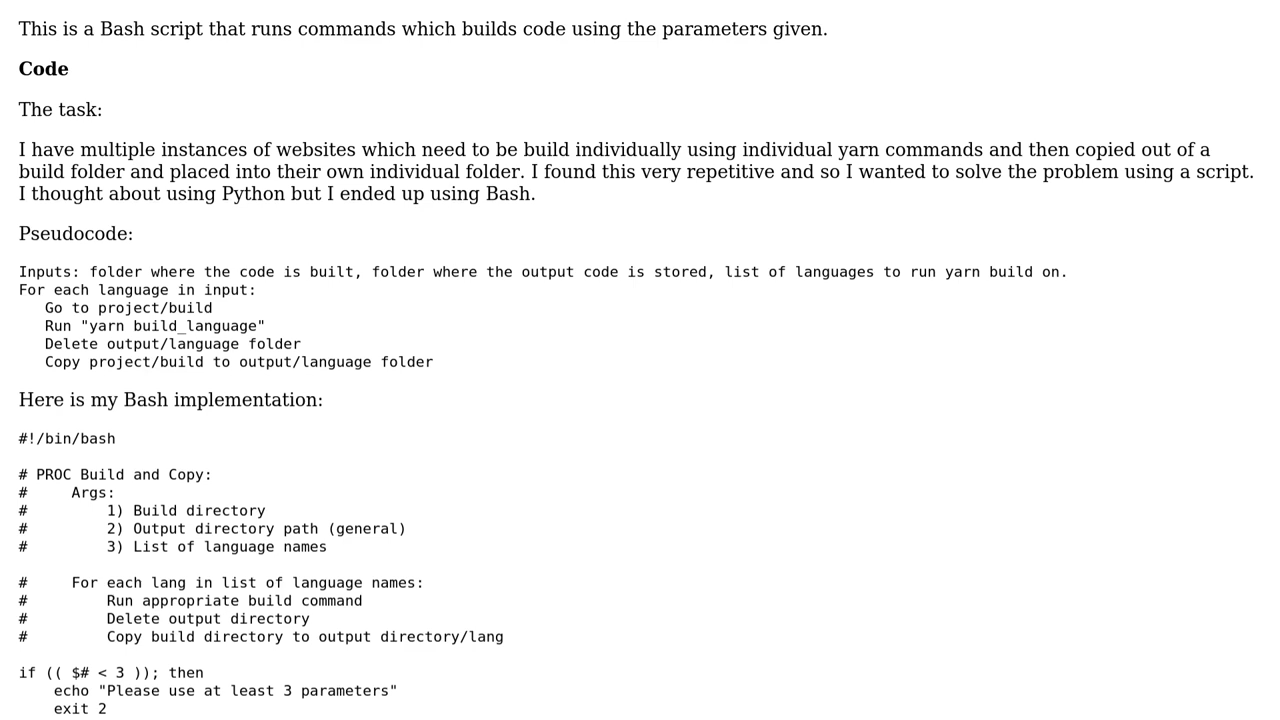 This is a Bash script that runs commands which builds code using the parameters given.
Code
The task:
I have multiple instances of websites which need to be build individually using individual yarn commands and then copied out of a
build folder and placed into their own individual folder. I found this very repetitive and so I wanted to solve the problem using a script.
I thought about using Python but I ended up using Bash.
Pseudocode:
Inputs: folder where the code is built, folder where the output code is stored, list of languages to run yarn build on.
For each language in input:
   Go to project/build
   Run "yarn build_language"
   Delete output/language folder
   Copy project/build to output/language folder
Here is my Bash implementation:
#!/bin/bash
# PROC Build and Copy:
#     Args:
#         1) Build directory
#         2) Output directory path (general)
#         3) List of language names
#     For each lang in list of language names:
#         Run appropriate build command
#         Delete output directory
#         Copy build directory to output directory/lang
if (( $# < 3 )); then
    echo "Please use at least 3 parameters"
    exit 2